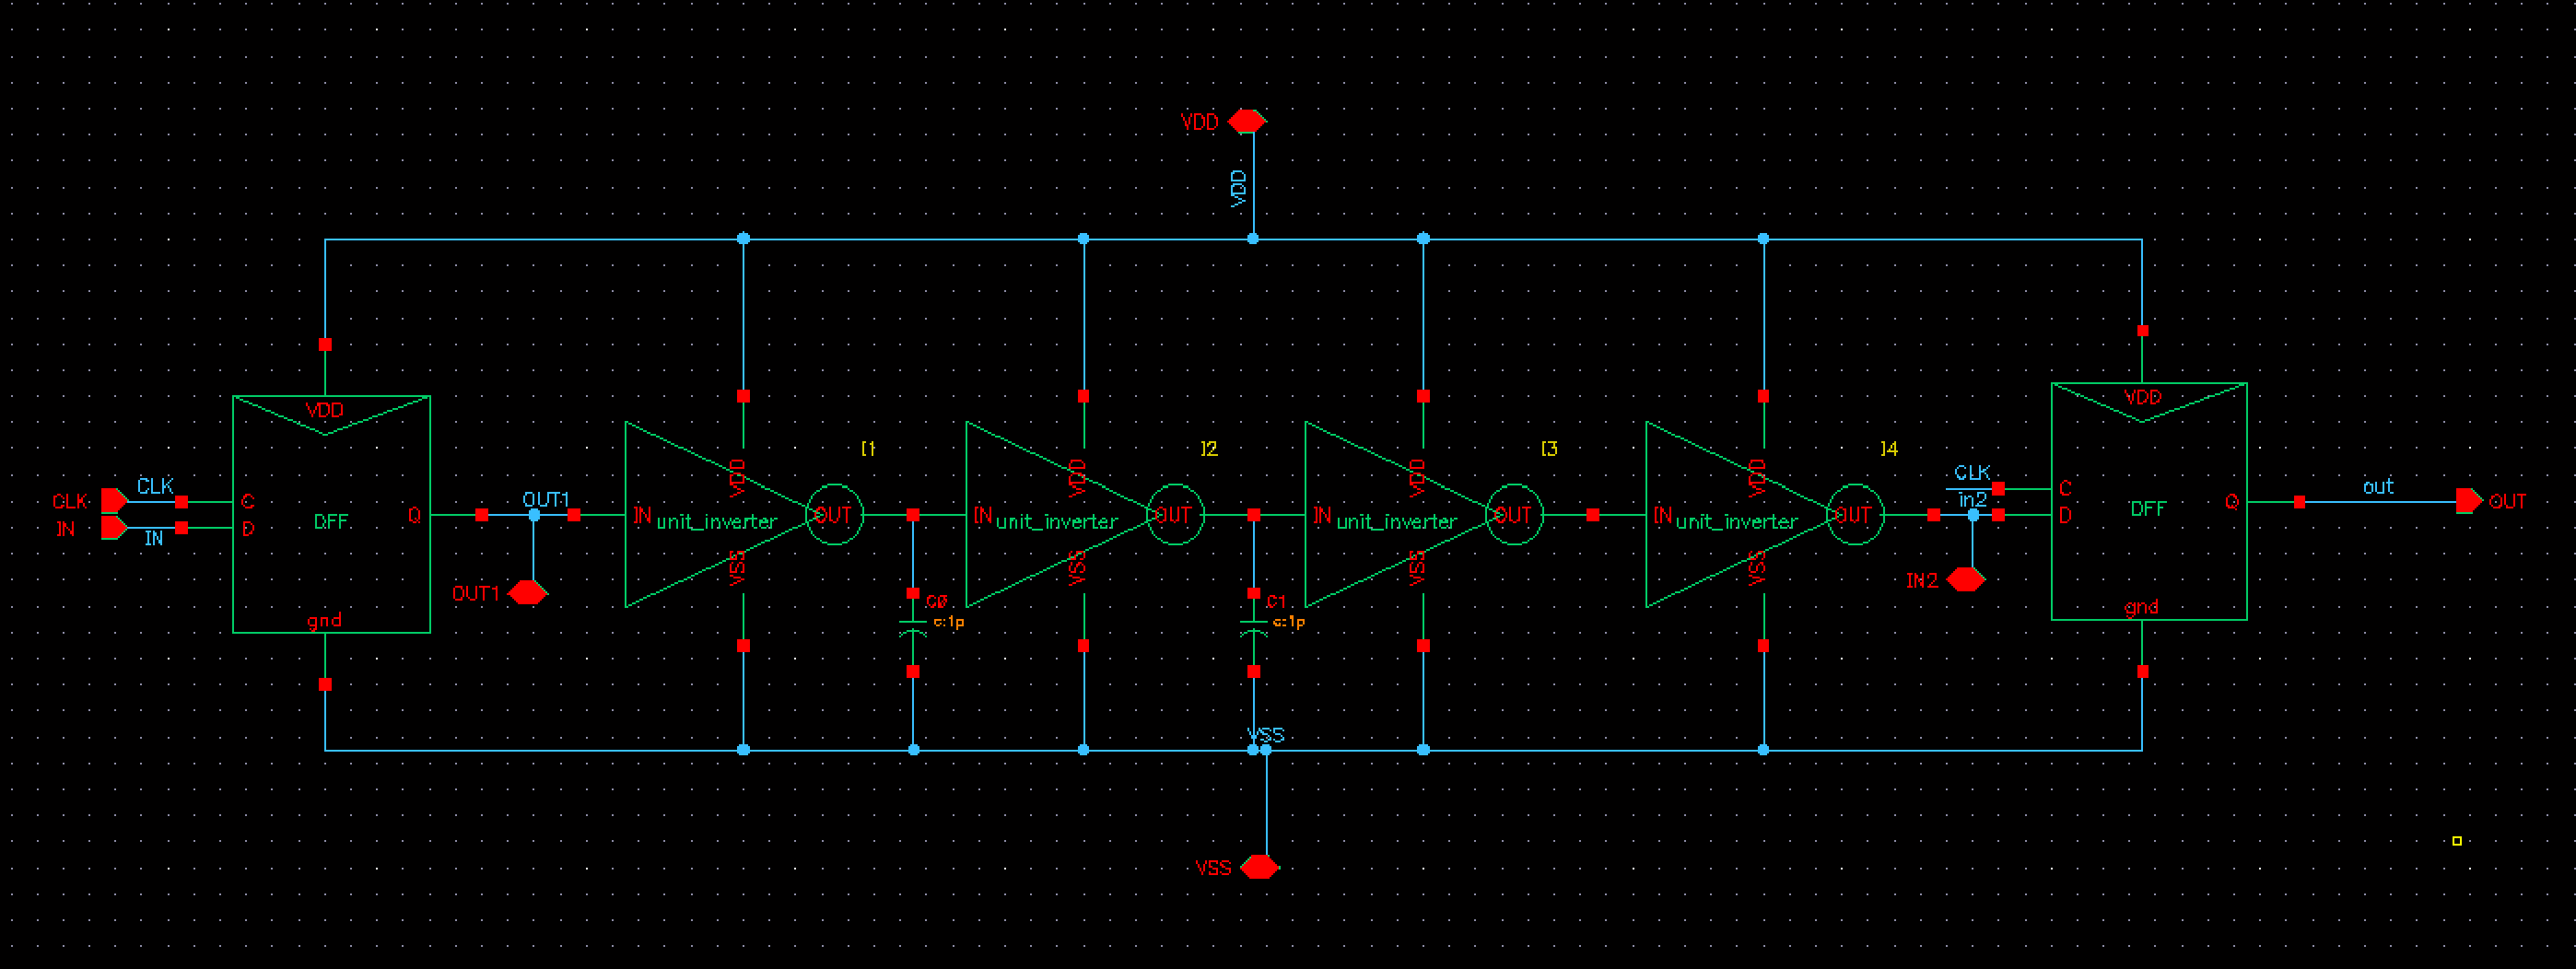 VDD
VDD
VDD
VDD
VDD
VDD
VDD
VDD
I1
I2
I3
I4
CLK
CLK
C
IN
IN
D
DFF
Q
gnd
OUT1
OUT1
IN
unit_inverter
OUT
VSS
C0
c:1p
IN
unit_inverter
OUT
VSS
C1
c:1p
IN
unit_inverter
OUT
VSS
IN
unit_inverter
OUT
VSS
CLK
in2
IN2
C
D
DFF
Q
gnd
out
OUT
VSS
VSS